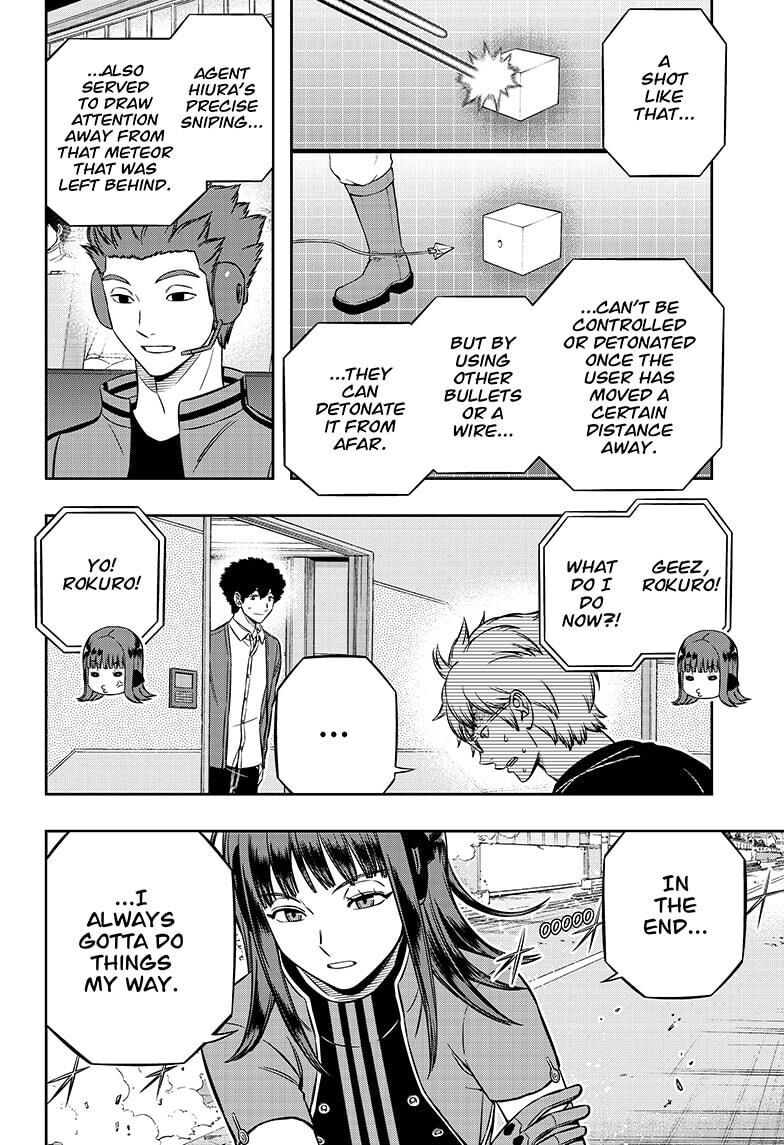 A
SHOT
LIKE
THAT...
...CAN'T BE
CONTROLLED
OR DETONATED
ONCE THE
USER HAS
MOVED A
CERTAIN
DISTANCE
AWAY.
BUT BY
USING
OTHER
BULLETS
OR A
WIRE...
...THEY
CAN
DETONATE
IT FROM
AFAR.
AGENT
HIURA'S
PRECISE
SNIPING...
...ALSO
SERVED
TO DRAW
ATTENTION
AWAY FROM
THAT METEOR
THAT WAS
LEFT BEHIND.
GEEZ,
ROKURO!
WHAT
DO I
DO
NOW?!
...
YO!
ROKURO!
IN
THE
END...
...I
ALWAYS
GOTTA DO
THINGS
MY WAY.